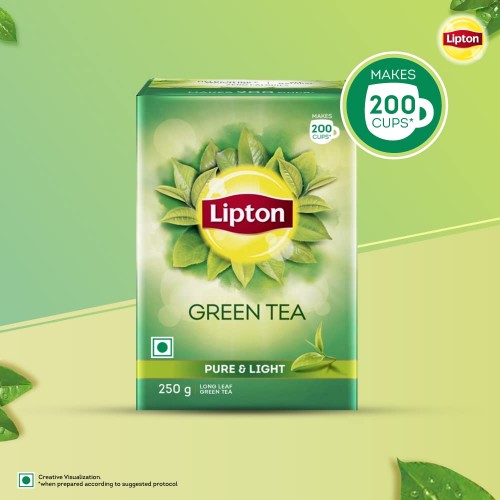 Lipton
MAKES
200
CUPS*
MAKES
200
CUPS*
Lipton
GREEN TEA
PURE & LIGHT
250 g
LONG LEAF
GREEN TEA
Creative Visualization.
*when prepared according to suggested protocol